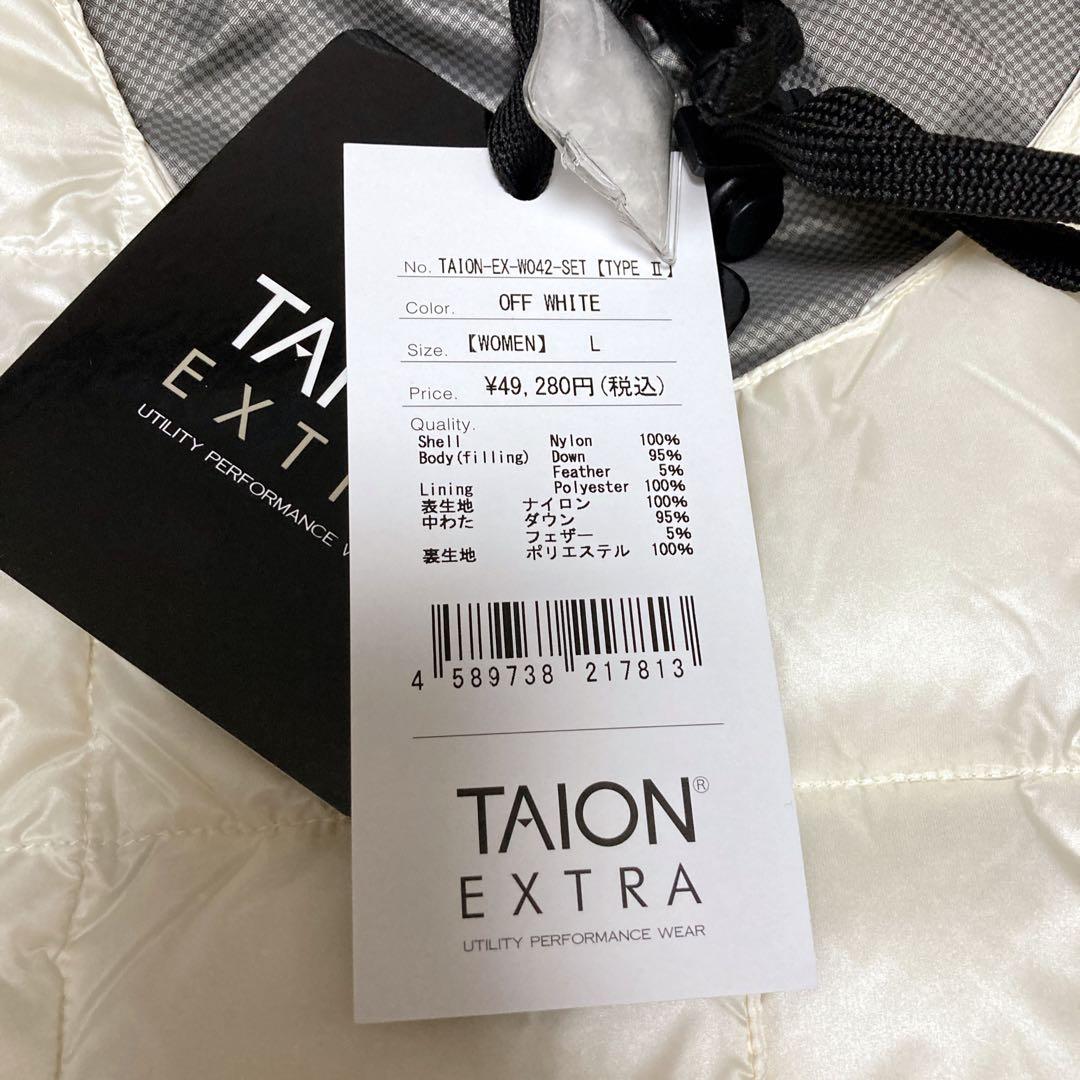 No. TAION-EX-W042-SET【TYPE Ⅱ】
Color. OFF WHITE
Size. 【WOMEN】 L
Price. ¥49,280円(税込)
Quality.
Shell Nylon 100%
Body(filling) Down 95%
Feather 5%
Lining Polyester 100%
表生地 ナイロン 100%
中わた ダウン 95%
フェザー 5%
裏生地 ポリエステル 100%
4 589738 217813
TAION®
EXTRA
UTILITY PERFORMANCE WEAR
TAI
EXT
UTILITY PERFORMANCE W